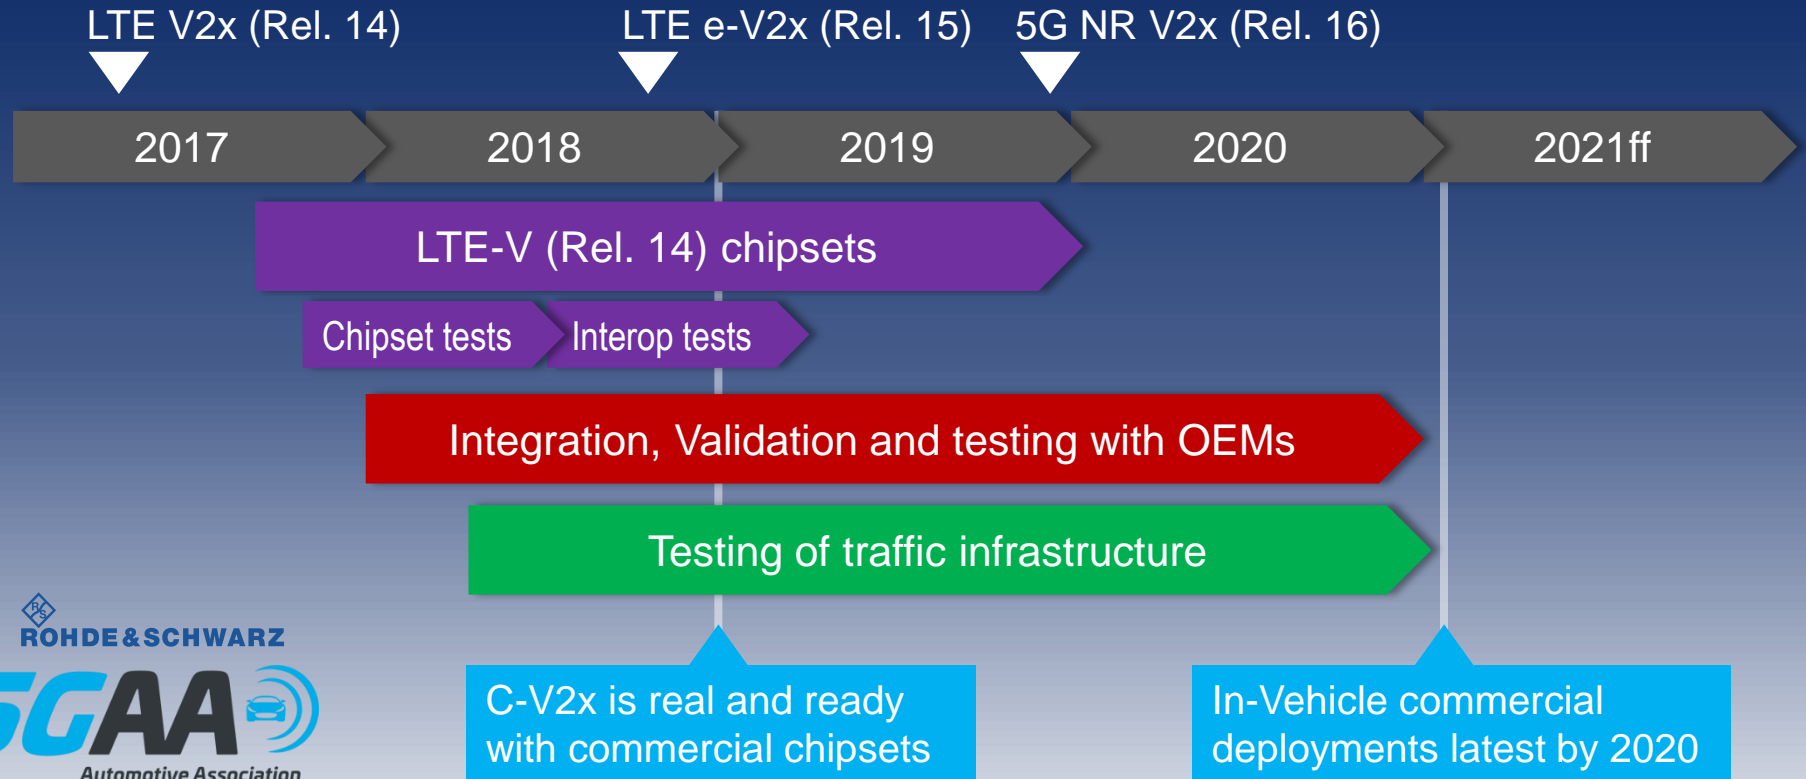 LTE V2x (Rel. 14)
LTE e-V2x (Rel. 15)
5G NR V2x (Rel. 16)
2017
2018
2019
2020
2021ff
LTE-V (Rel. 14) chipsets
Chipset tests
Interop tests
Integration, Validation and testing with OEMs
Testing of traffic infrastructure
R S
ROHDE&SCHWARZ
5GAA
Automotive Association
C-V2x is real and ready
with commercial chipsets
In-Vehicle commercial
deployments latest by 2020